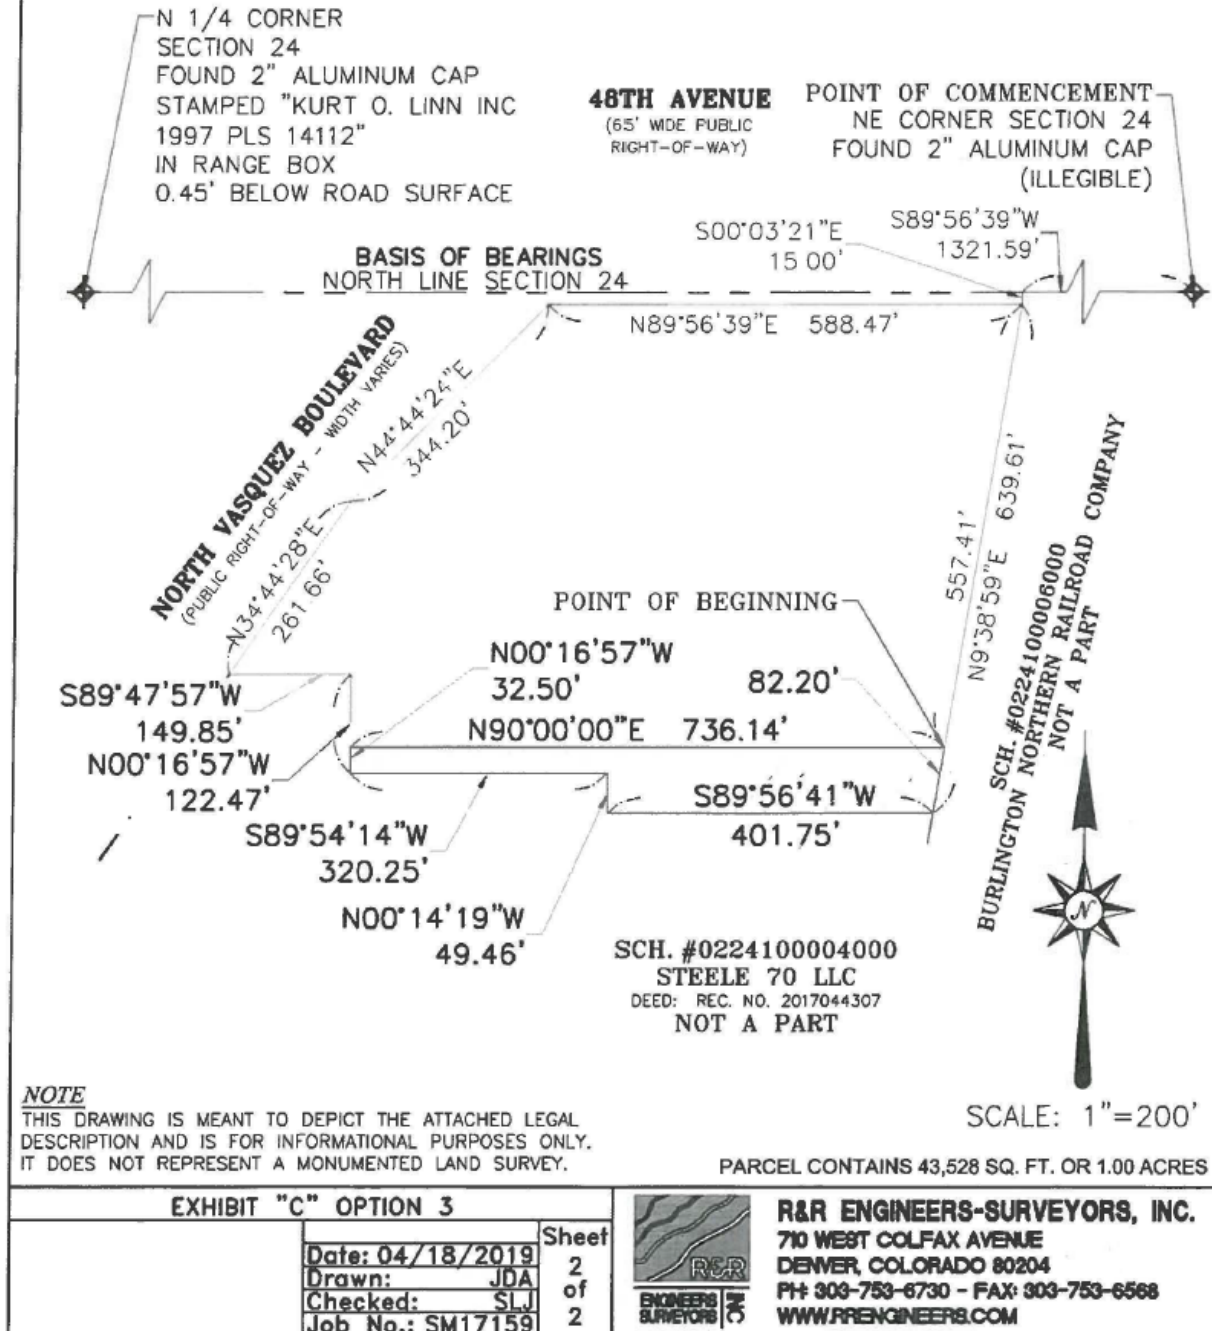 N 1/4 CORNER
SECTION 24
FOUND 2" ALUMINUM CAP
STAMPED "KURT O. LINN INC
1997 PLS 14112"
IN RANGE BOX
0.45' BELOW ROAD SURFACE
48TH AVENUE
(65' WIDE PUBLIC
RIGHT-OF-WAY)
POINT OF COMMENCEMENT
NE CORNER SECTION 24
FOUND 2" ALUMINUM CAP
(ILLEGIBLE)
S00°03'21"E
15 00'
S89°56'39"W
1321.59'
BASIS OF BEARINGS
NORTH LINE SECTION 24
N89°56'39"E 588.47'
NORTH VASQUEZ BOULEVARD
(PUBLIC RIGHT-OF-WAY - WIDTH VARIES)
N44°44'24"E
344.20'
N34°44'28"E
261.66'
557.41'
N9°38'59"E 639.61'
SCH. #0224100006000
BURLINGTON NORTHERN RAILROAD COMPANY
NOT A PART
POINT OF BEGINNING
N00°16'57"W
32.50'
82.20'
S89°47'57"W
149.85'
N90°00'00"E 736.14'
N00°16'57"W
122.47'
S89°56'41"W
401.75'
S89°54'14"W
320.25'
N00°14'19"W
49.46'
N
SCH. #0224100004000
STEELE 70 LLC
DEED: REC. NO. 2017044307
NOT A PART
NOTE
THIS DRAWING IS MEANT TO DEPICT THE ATTACHED LEGAL
DESCRIPTION AND IS FOR INFORMATIONAL PURPOSES ONLY.
IT DOES NOT REPRESENT A MONUMENTED LAND SURVEY.
SCALE: 1"=200'
PARCEL CONTAINS 43,528 SQ. FT. OR 1.00 ACRES
EXHIBIT "C" OPTION 3
Date: 04/18/2019
Drawn: JDA
Checked: SLJ
Job No.: SM17159
Sheet
2
of
2
R&R
ENGINEERS
SURVEYORS
INC
R&R ENGINEERS-SURVEYORS, INC.
710 WEST COLFAX AVENUE
DENVER, COLORADO 80204
PH: 303-753-6730 - FAX: 303-753-6568
WWW.RRENGINEERS.COM